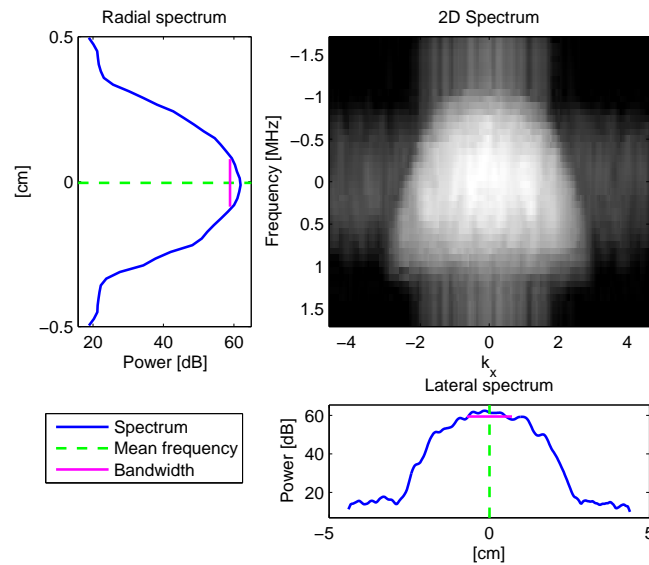 Radial spectrum
0.5
0
−0.5
[cm]
20 40 60
Power [dB]
2D Spectrum
−1.5
−1
−0.5
0
0.5
1
1.5
Frequency [MHz]
−4 −2 0 2 4
k_x
Spectrum
Mean frequency
Bandwidth
Lateral spectrum
60
40
20
Power [dB]
−5 0 5
[cm]